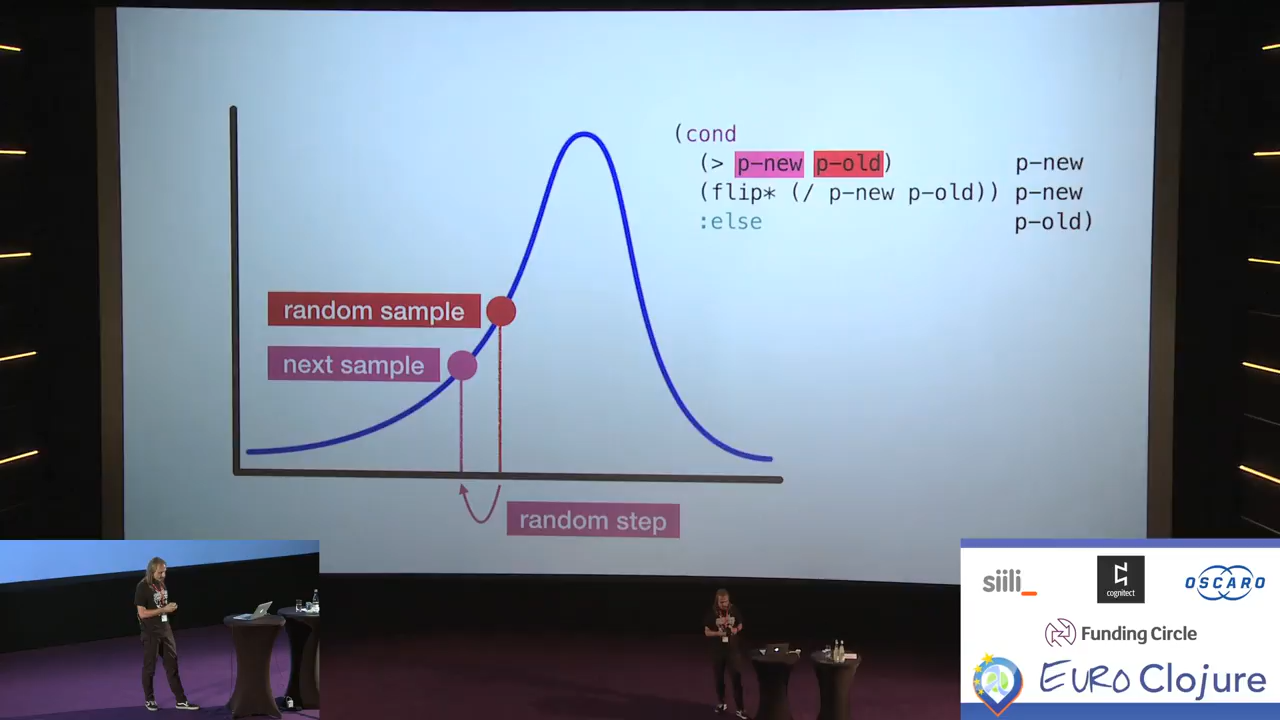 (cond
(> p-new p-old) p-new
(flip* (/ p-new p-old)) p-new
:else p-old)
random sample
next sample
random step
siili_
cognitect
OSCARO
Funding Circle
EURO Clojure